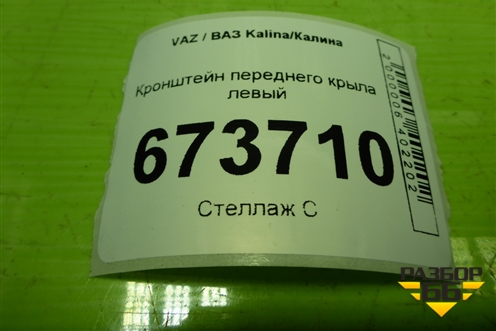 VAZ / ВАЗ Kalina/Калина
Кронштейн переднего крыла
левый
673710
Стеллаж С
2000006402202
РАЗБОР
66